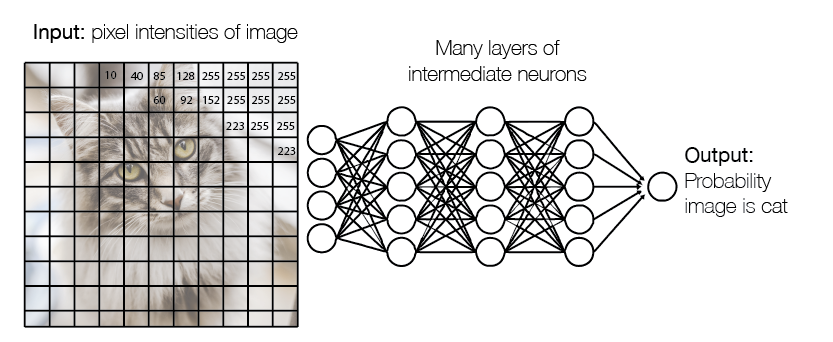 Input: pixel intensities of image
Many layers of
intermediate neurons
10 40 85 128 255 255 255 255
60 92 152 255 255 255
223 255 255
223
Output:
Probability
image is cat